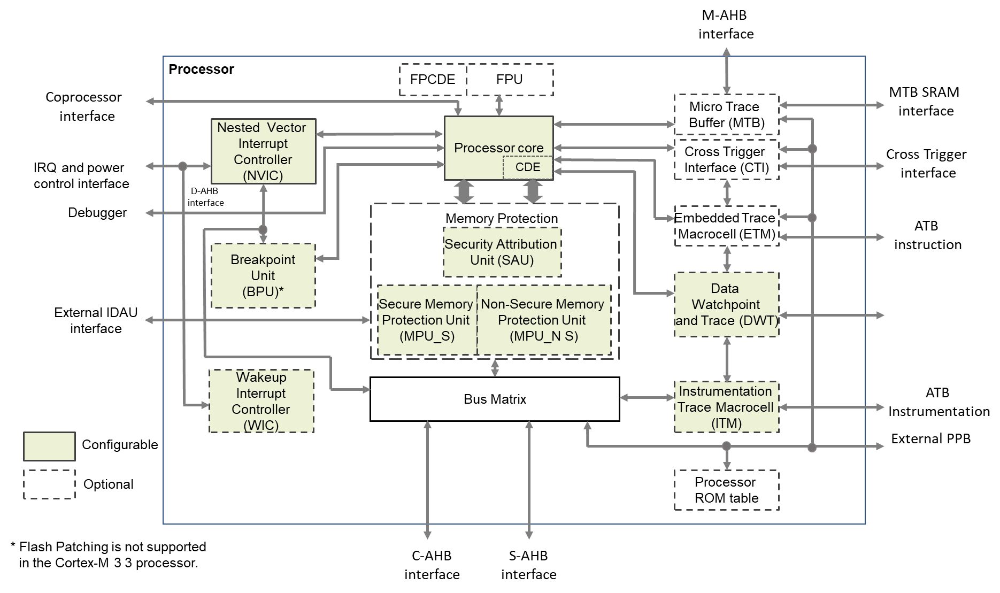 M-AHB
interface
Processor
FPCDE
FPU
Coprocessor
interface
Nested Vector
Interrupt
Controller
(NVIC)
Processor core
CDE
Micro Trace
Buffer (MTB)
MTB SRAM
interface
Cross Trigger
Interface (CTI)
Cross Trigger
interface
IRQ and power
control interface
D-AHB
interface
Debugger
Memory Protection
Security Attribution
Unit (SAU)
Embedded Trace
Macrocell (ETM)
ATB
instruction
Breakpoint
Unit
(BPU)*
External IDAU
interface
Secure Memory
Protection Unit
(MPU_S)
Non-Secure Memory
Protection Unit
(MPU_N S)
Data
Watchpoint
and Trace (DWT)
Wakeup
Interrupt
Controller
(WIC)
Bus Matrix
Instrumentation
Trace Macrocell
(ITM)
ATB
Instrumentation
External PPB
Configurable
Optional
Processor
ROM table
* Flash Patching is not supported
in the Cortex-M 3 3 processor.
C-AHB
interface
S-AHB
interface